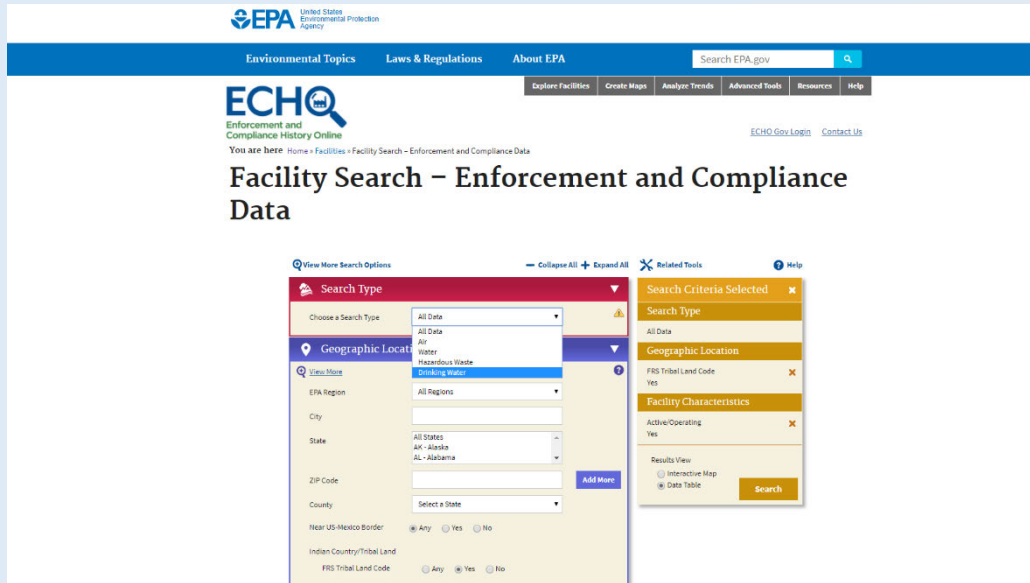 EPA
United States
Environmental Protection
Agency
Environmental Topics Laws & Regulations About EPA Search EPA.gov
Explore Facilities Create Maps Analyze Trends Advanced Tools Resources Help
ECHO
Enforcement and
Compliance History Online
ECHO Gov Login Contact Us
You are here Home » Facilities » Facility Search – Enforcement and Compliance Data
Facility Search – Enforcement and Compliance
Data
View More Search Options Collapse All Expand All
Search Type
Choose a Search Type All Data
All Data
Air
Water
Hazardous Waste
Drinking Water
Geographic Locati
View More
EPA Region All Regions
City
State All States
AK - Alaska
AL - Alabama
ZIP Code Add More
County Select a State
Near US-Mexico Border Any Yes No
Indian Country/Tribal Land
FRS Tribal Land Code Any Yes No
Related Tools Help
Search Criteria Selected
Search Type
All Data
Geographic Location
FRS Tribal Land Code
Yes
Facility Characteristics
Active/Operating
Yes
Results View
Interactive Map
Data Table
Search